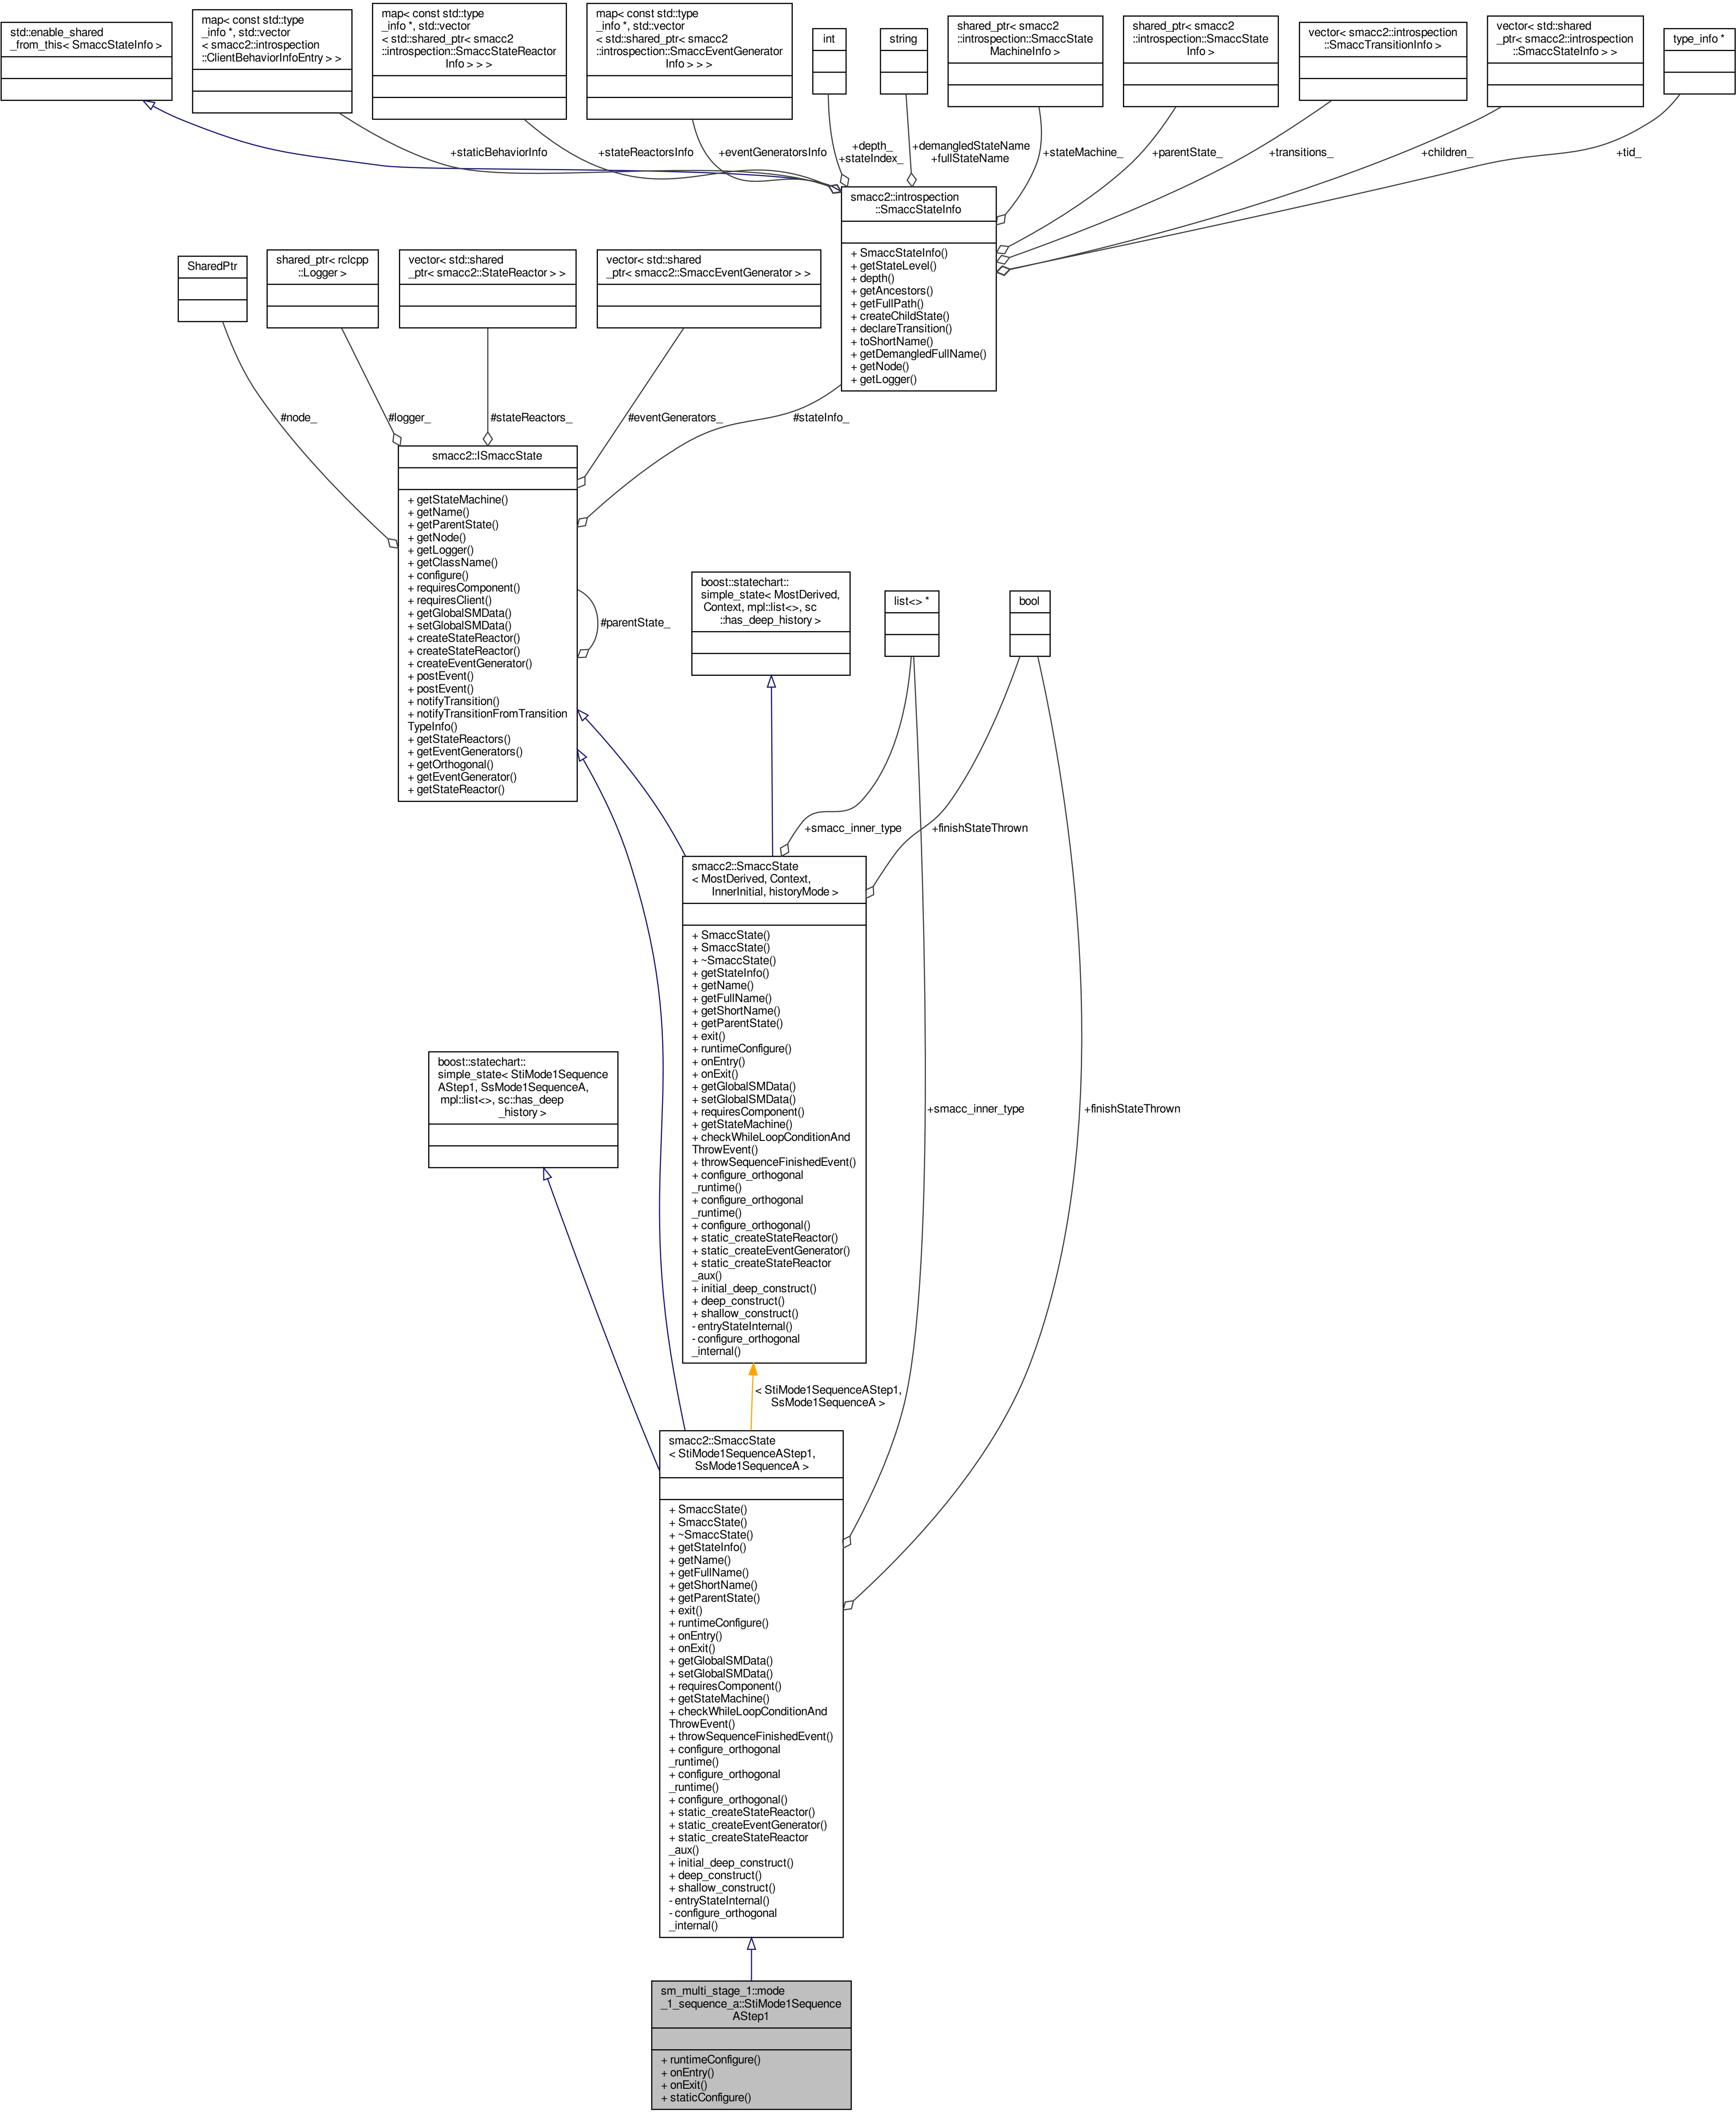 std::enable_shared
_from_this< SmaccStateInfo >
map< const std::type
_info *, std::vector
< smacc2::introspection
::ClientBehaviorInfoEntry > >
map< const std::type
_info *, std::vector
< std::shared_ptr< smacc2
::introspection::SmaccStateReactor
Info > > >
map< const std::type
_info *, std::vector
< std::shared_ptr< smacc2
::introspection::SmaccEventGenerator
Info > > >
int
string
shared_ptr< smacc2
::introspection::SmaccState
MachineInfo >
shared_ptr< smacc2
::introspection::SmaccState
Info >
vector< smacc2::introspection
::SmaccTransitionInfo >
vector< std::shared
_ptr< smacc2::introspection
::SmaccStateInfo > >
type_info *
+staticBehaviorInfo
+stateReactorsInfo
+eventGeneratorsInfo
+depth_
+stateIndex_
+demangledStateName
+fullStateName
+stateMachine_
+parentState_
+transitions_
+children_
+tid_
smacc2::introspection
::SmaccStateInfo
+ SmaccStateInfo()
+ getStateLevel()
+ depth()
+ getAncestors()
+ getFullPath()
+ createChildState()
+ declareTransition()
+ toShortName()
+ getDemangledFullName()
+ getNode()
+ getLogger()
SharedPtr
shared_ptr< rclcpp
::Logger >
vector< std::shared
_ptr< smacc2::StateReactor > >
vector< std::shared
_ptr< smacc2::SmaccEventGenerator > >
#node_
#logger_
#stateReactors_
#eventGenerators_
#stateInfo_
smacc2::ISmaccState
+ getStateMachine()
+ getName()
+ getParentState()
+ getNode()
+ getLogger()
+ getClassName()
+ configure()
+ requiresComponent()
+ requiresClient()
+ getGlobalSMData()
+ setGlobalSMData()
+ createStateReactor()
+ createStateReactor()
+ createEventGenerator()
+ postEvent()
+ postEvent()
+ notifyTransition()
+ notifyTransitionFromTransition
TypeInfo()
+ getStateReactors()
+ getEventGenerators()
+ getOrthogonal()
+ getEventGenerator()
+ getStateReactor()
#parentState_
boost::statechart::
simple_state< MostDerived,
Context, mpl::list<>, sc
::has_deep_history >
list<> *
bool
+smacc_inner_type
+finishStateThrown
smacc2::SmaccState
< MostDerived, Context,
InnerInitial, historyMode >
+ SmaccState()
+ SmaccState()
+ ~SmaccState()
+ getStateInfo()
+ getName()
+ getFullName()
+ getShortName()
+ getParentState()
+ exit()
+ runtimeConfigure()
+ onEntry()
+ onExit()
+ getGlobalSMData()
+ setGlobalSMData()
+ requiresComponent()
+ getStateMachine()
+ checkWhileLoopConditionAnd
ThrowEvent()
+ throwSequenceFinishedEvent()
+ configure_orthogonal
_runtime()
+ configure_orthogonal
_runtime()
+ configure_orthogonal()
+ static_createStateReactor()
+ static_createEventGenerator()
+ static_createStateReactor
_aux()
+ initial_deep_construct()
+ deep_construct()
+ shallow_construct()
- entryStateInternal()
- configure_orthogonal
_internal()
boost::statechart::
simple_state< StiMode1Sequence
AStep1, SsMode1SequenceA,
mpl::list<>, sc::has_deep
_history >
+smacc_inner_type
+finishStateThrown
< StiMode1SequenceAStep1,
SsMode1SequenceA >
smacc2::SmaccState
< StiMode1SequenceAStep1,
SsMode1SequenceA >
+ SmaccState()
+ SmaccState()
+ ~SmaccState()
+ getStateInfo()
+ getName()
+ getFullName()
+ getShortName()
+ getParentState()
+ exit()
+ runtimeConfigure()
+ onEntry()
+ onExit()
+ getGlobalSMData()
+ setGlobalSMData()
+ requiresComponent()
+ getStateMachine()
+ checkWhileLoopConditionAnd
ThrowEvent()
+ throwSequenceFinishedEvent()
+ configure_orthogonal
_runtime()
+ configure_orthogonal
_runtime()
+ configure_orthogonal()
+ static_createStateReactor()
+ static_createEventGenerator()
+ static_createStateReactor
_aux()
+ initial_deep_construct()
+ deep_construct()
+ shallow_construct()
- entryStateInternal()
- configure_orthogonal
_internal()
sm_multi_stage_1::mode
_1_sequence_a::StiMode1Sequence
AStep1
+ runtimeConfigure()
+ onEntry()
+ onExit()
+ staticConfigure()